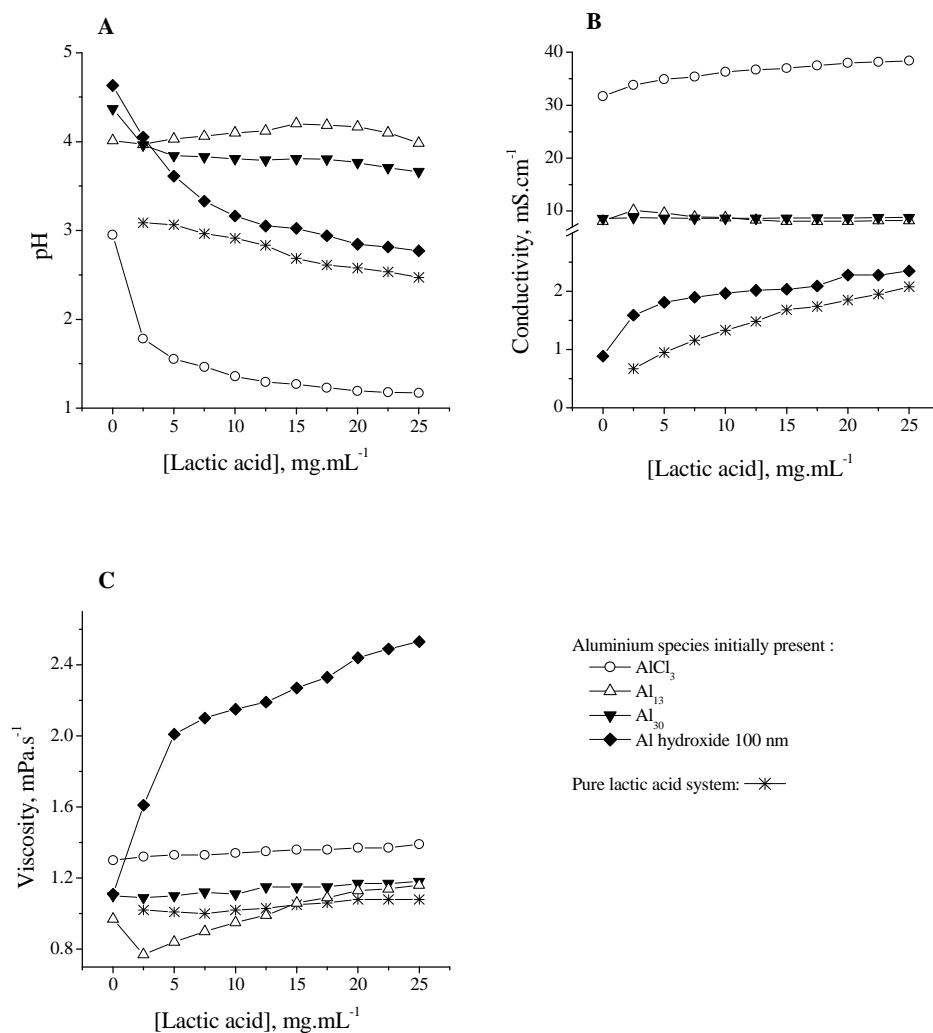 A
5
4
3
2
1
pH
0 5 10 15 20 25
[Lactic acid], mg.mL⁻¹
B
40
30
20
10
2
1
0
Conductivity, mS.cm⁻¹
0 5 10 15 20 25
[Lactic acid], mg.mL⁻¹
C
2.4
2.0
1.6
1.2
0.8
Viscosity, mPa.s⁻¹
0 5 10 15 20 25
[Lactic acid], mg.mL⁻¹
Aluminium species initially present :
AlCl₃
Al₁₃
Al₃₀
Al hydroxide 100 nm
Pure lactic acid system: